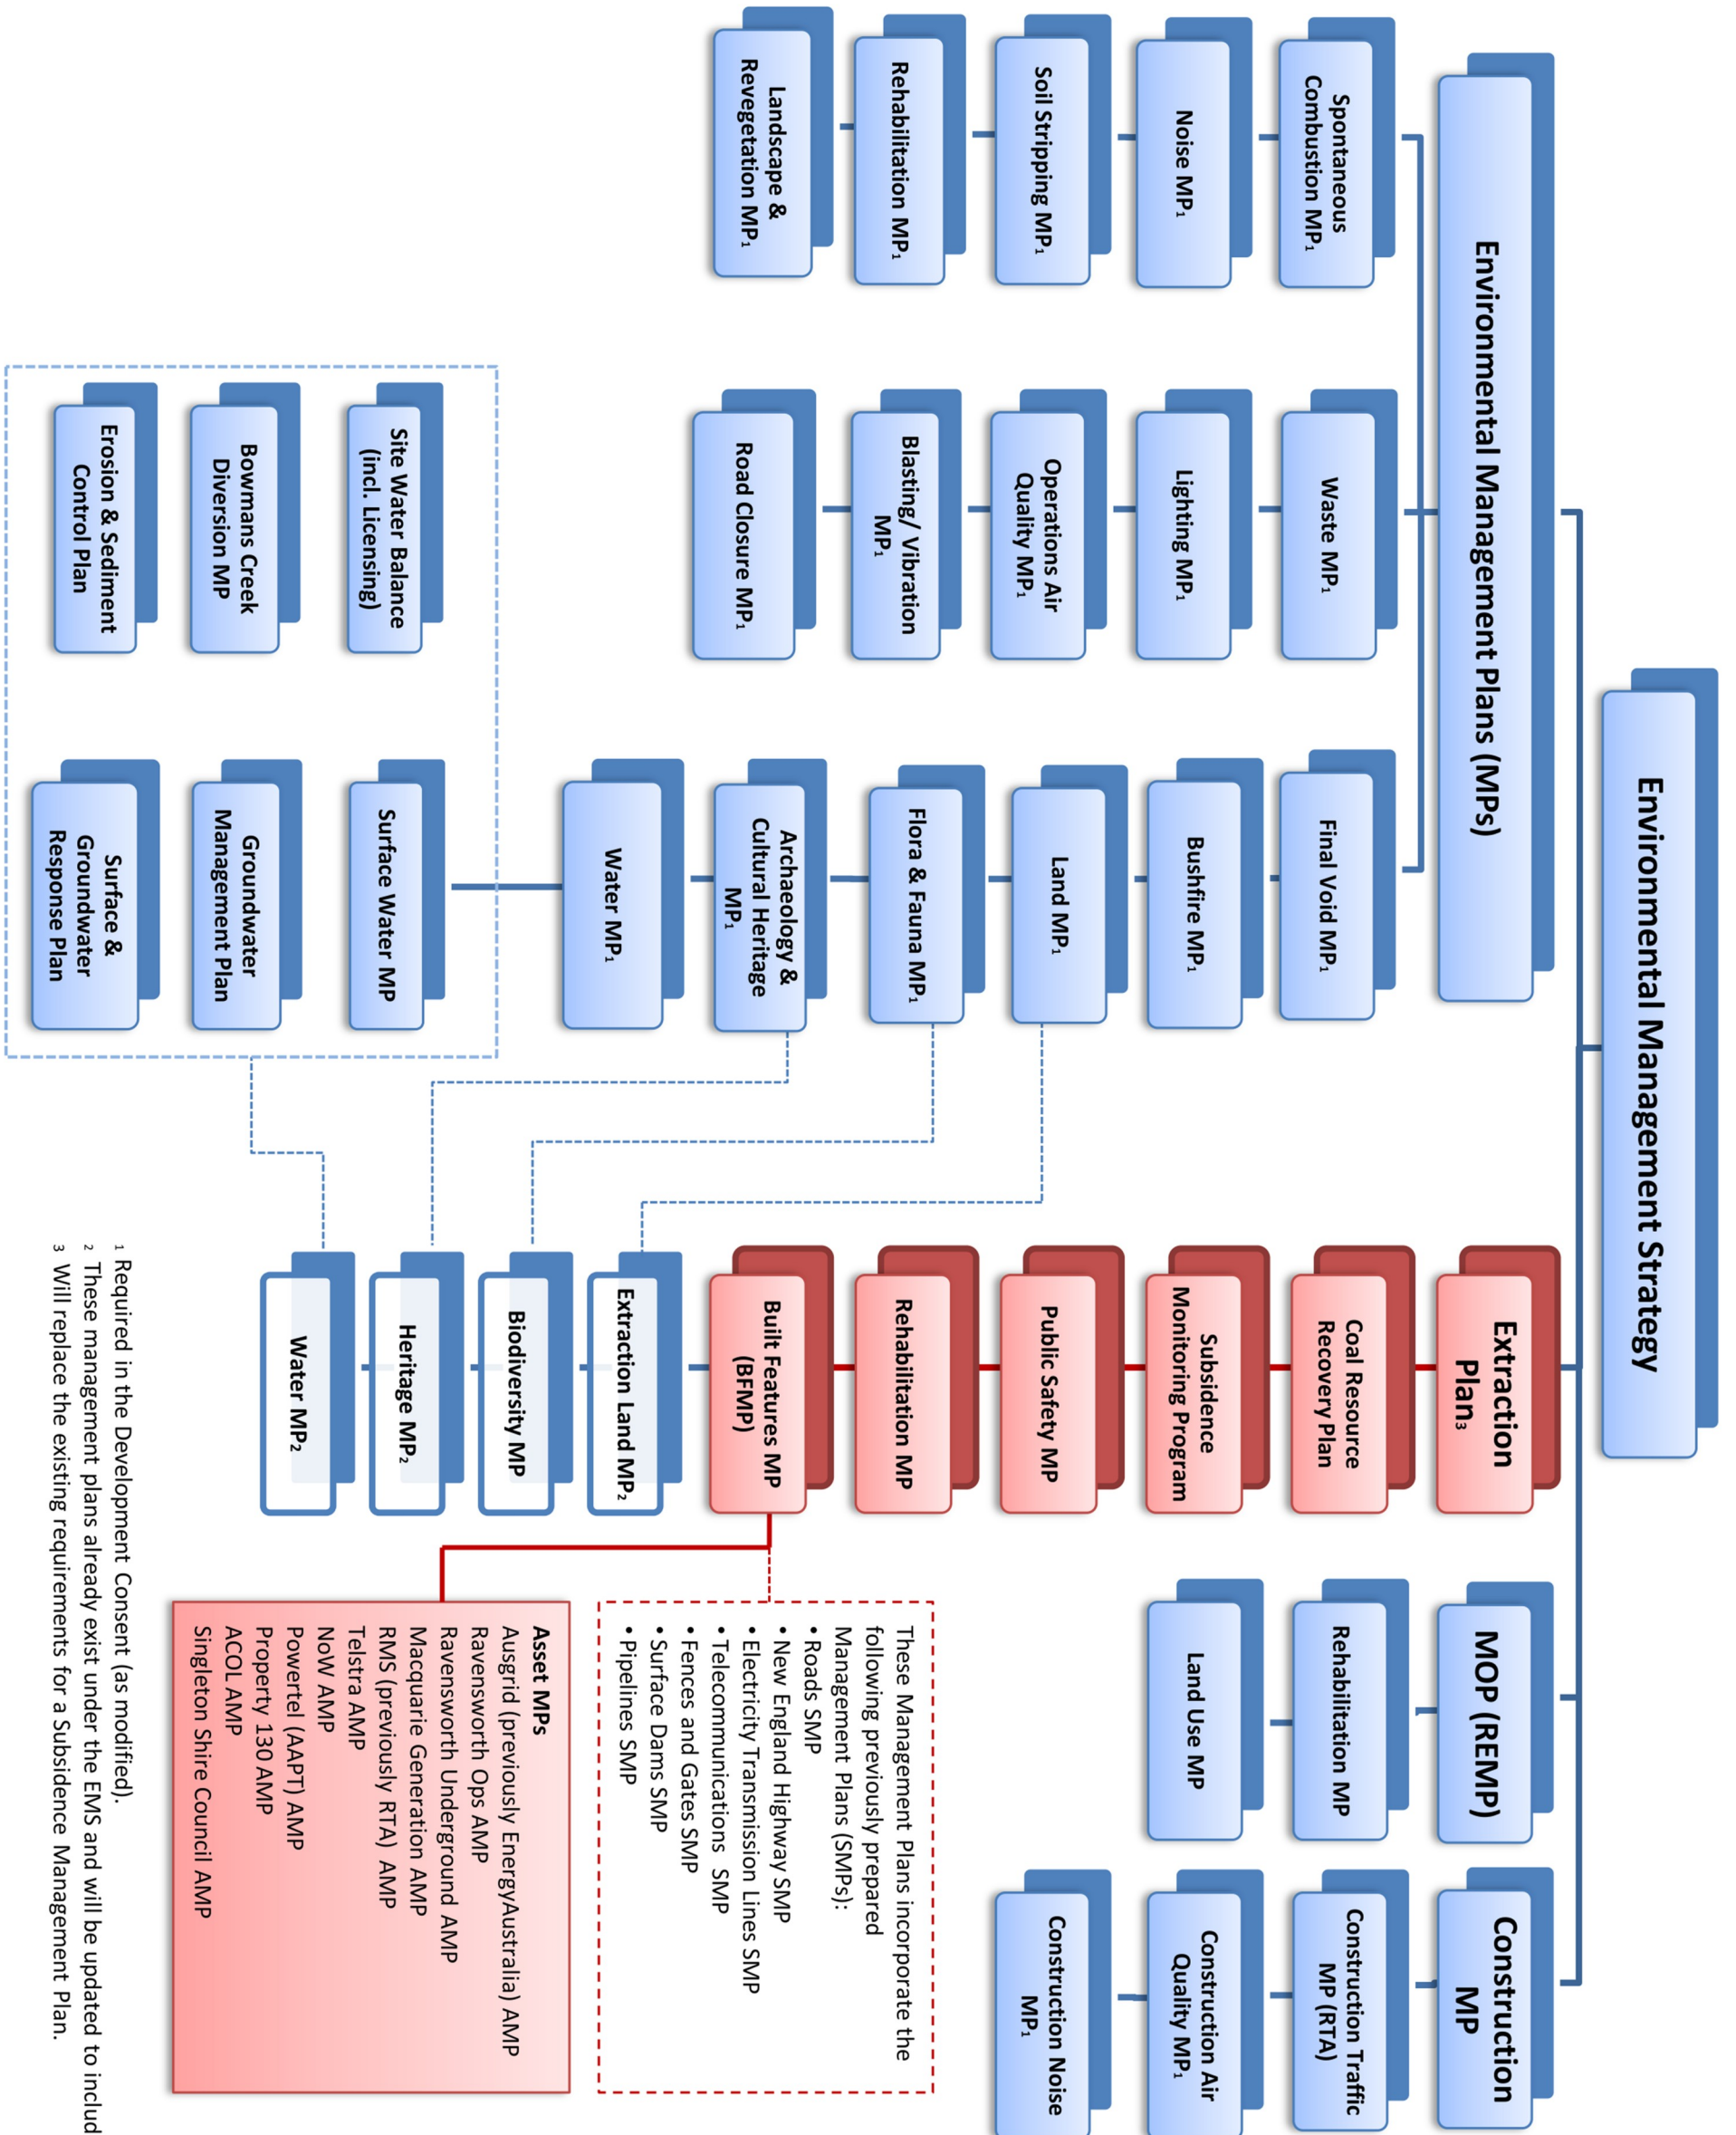 Environmental Management Strategy
Environmental Management Plans (MPs)
Spontaneous
Combustion MP1
Noise MP1
Soil Stripping MP1
Rehabilitation MP1
Landscape &
Revegetation MP1
Waste MP1
Lighting MP1
Operations Air
Quality MP1
Blasting/ Vibration
MP1
Road Closure MP1
Final Void MP1
Bushfire MP1
Land MP1
Flora & Fauna MP1
Archaeology &
Cultural Heritage
MP1
Water MP1
Site Water Balance
(incl. Licensing)
Bowmans Creek
Diversion MP
Erosion & Sediment
Control Plan
Surface Water MP
Groundwater
Management Plan
Surface &
Groundwater
Response Plan
Extraction
Plan3
Coal Resource
Recovery Plan
Subsidence
Monitoring Program
Public Safety MP
Rehabilitation MP
Built Features MP
(BFMP)
Extraction Land MP2
Biodiversity MP
Heritage MP2
Water MP2
MOP (REMP)
Rehabilitation MP
Land Use MP
Construction
MP
Construction Traffic
MP (RTA)
Construction Air
Quality MP1
Construction Noise
MP1
These Management Plans incorporate the
following previously prepared
Management Plans (SMPs):
• Roads SMP
• New England Highway SMP
• Electricity Transmission Lines SMP
• Telecommunications SMP
• Fences and Gates SMP
• Surface Dams SMP
• Pipelines SMP
Asset MPs
Ausgrid (previously EnergyAustralia) AMP
Ravensworth Ops AMP
Ravensworth Underground AMP
Macquarie Generation AMP
RMS (previously RTA) AMP
Telstra AMP
NoW AMP
Powertel (AAPT) AMP
Property 130 AMP
ACOL AMP
Singleton Shire Council AMP
1 Required in the Development Consent (as modified).
2 These management plans already exist under the EMS and will be updated to includ
3 Will replace the existing requirements for a Subsidence Management Plan.